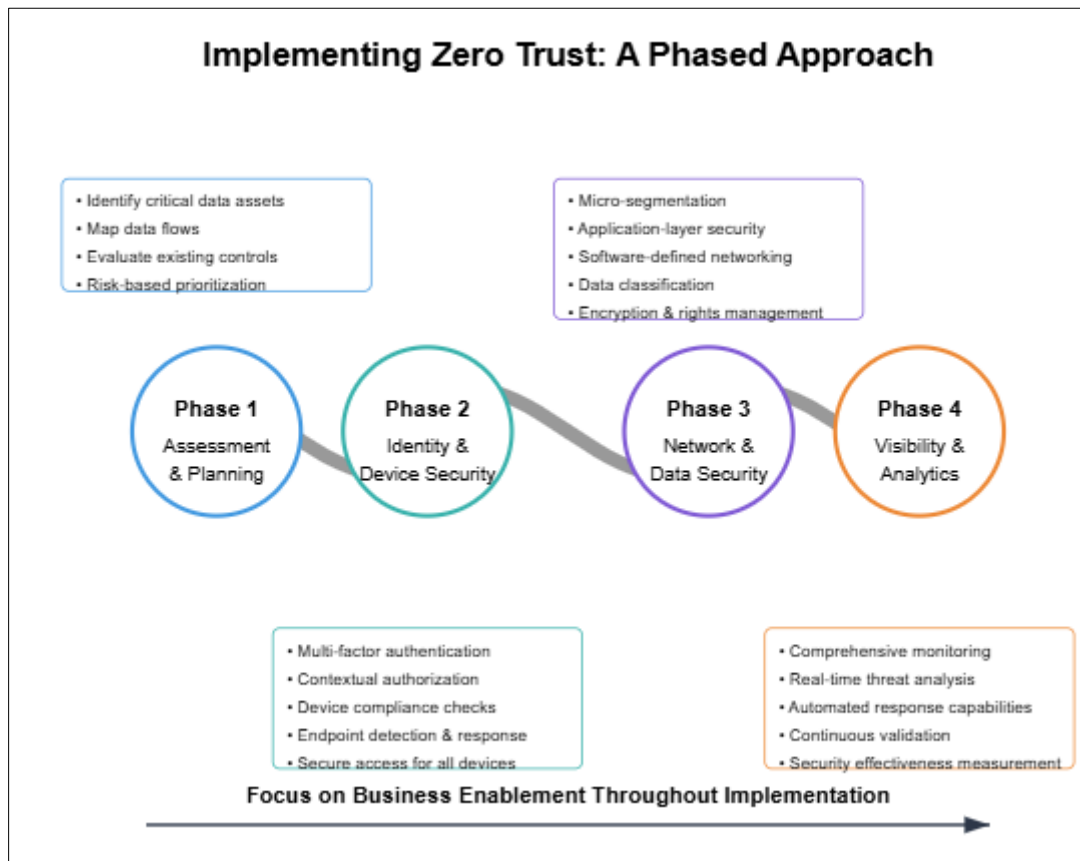 Implementing Zero Trust: A Phased Approach
• Identify critical data assets
• Map data flows
• Evaluate existing controls
• Risk-based prioritization
• Micro-segmentation
• Application-layer security
• Software-defined networking
• Data classification
• Encryption & rights management
Phase 1
Assessment
& Planning
Phase 2
Identity &
Device Security
Phase 3
Network &
Data Security
Phase 4
Visibility &
Analytics
• Multi-factor authentication
• Contextual authorization
• Device compliance checks
• Endpoint detection & response
• Secure access for all devices
• Comprehensive monitoring
• Real-time threat analysis
• Automated response capabilities
• Continuous validation
• Security effectiveness measurement
Focus on Business Enablement Throughout Implementation